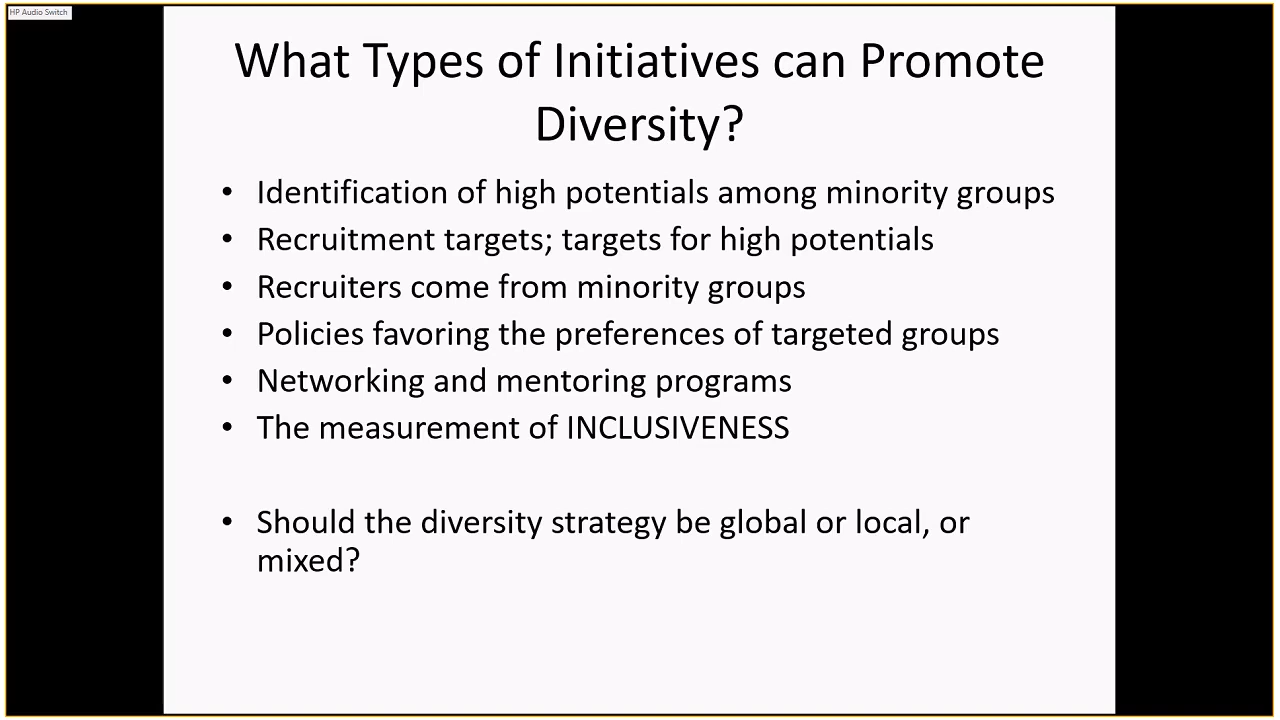 HP Audio Switch
What Types of Initiatives can Promote
Diversity?
• Identification of high potentials among minority groups
• Recruitment targets; targets for high potentials
• Recruiters come from minority groups
• Policies favoring the preferences of targeted groups
• Networking and mentoring programs
• The measurement of INCLUSIVENESS
• Should the diversity strategy be global or local, or
mixed?